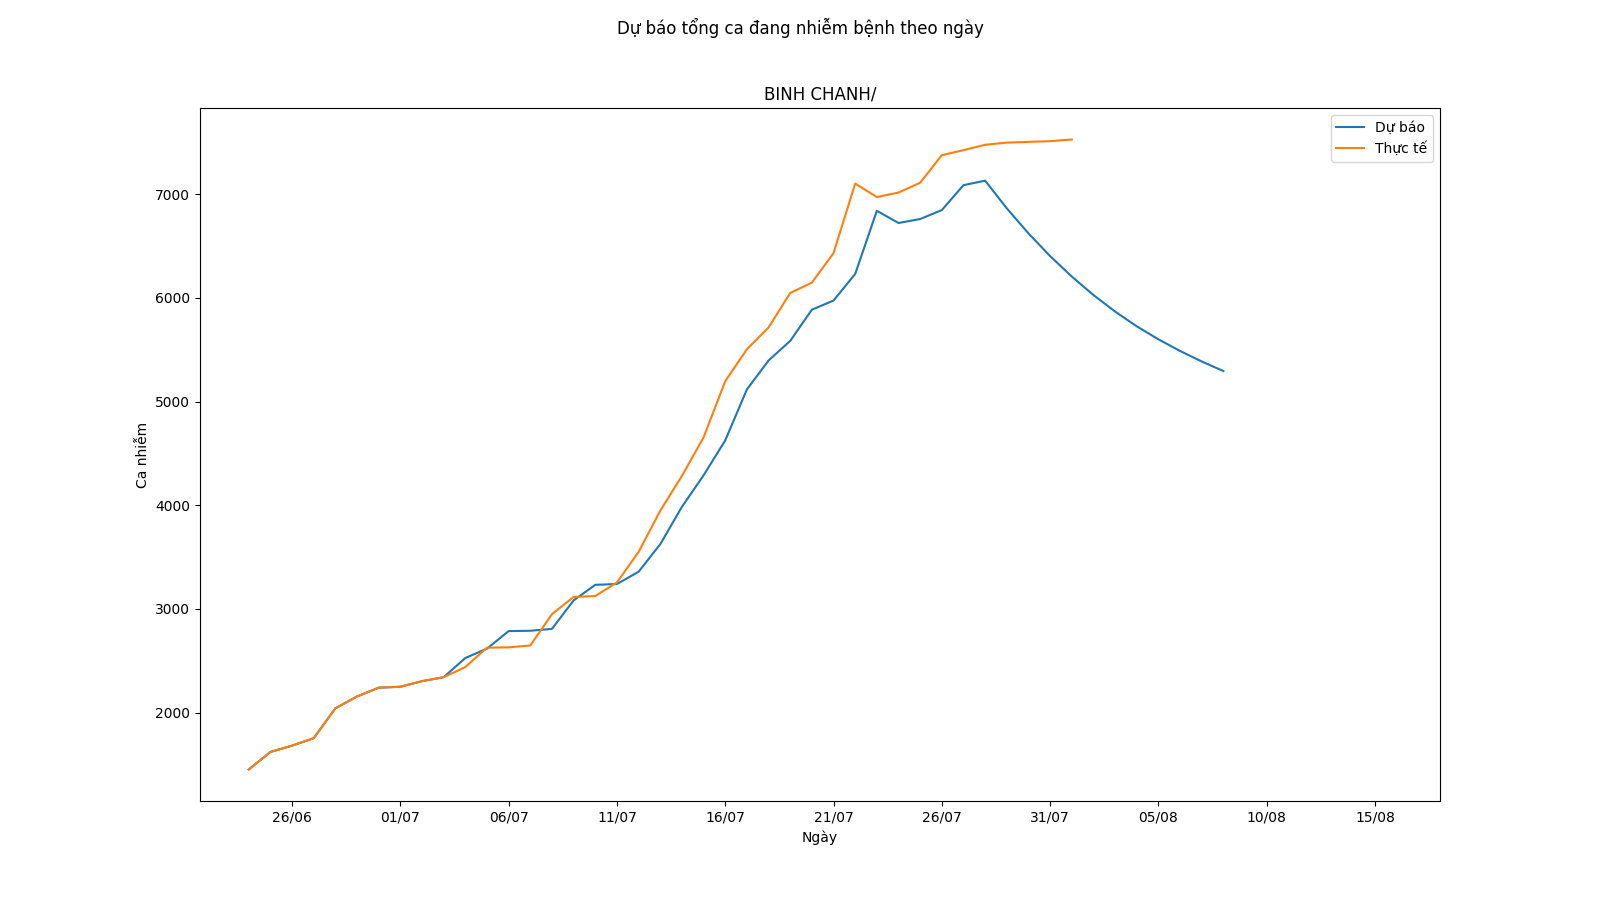 Dự báo tổng ca đang nhiễm bệnh theo ngày
BINH CHANH/
Dự báo
Thực tế
Ca nhiễm
7000
6000
5000
4000
3000
2000
26/06 01/07 06/07 11/07 16/07 21/07 26/07 31/07 05/08 10/08 15/08
Ngày